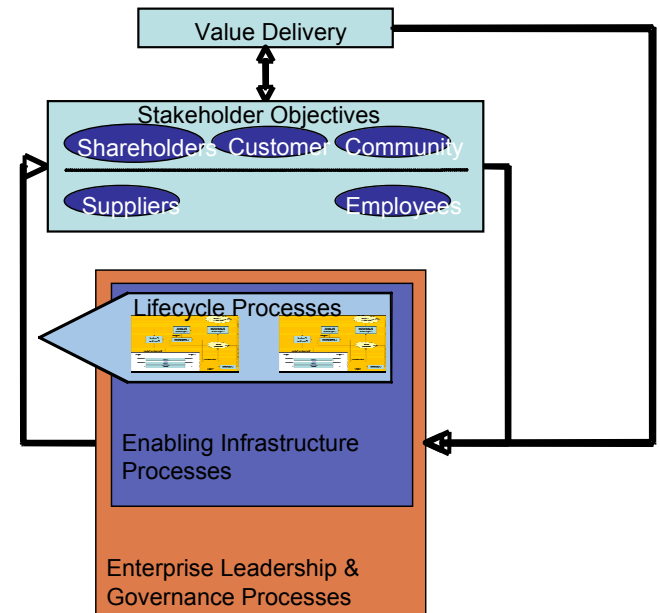 Value Delivery
Stakeholder Objectives
Shareholders Customer Community
Suppliers Employees
Lifecycle Processes
Enabling Infrastructure
Processes
Enterprise Leadership &
Governance Processes